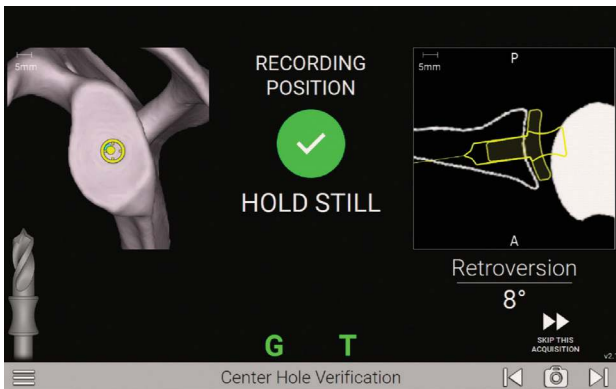 5mm
RECORDING
POSITION
HOLD STILL
5mm
P
A
Retroversion
8°
SKIP THIS
ACQUISITION
G T
Center Hole Verification